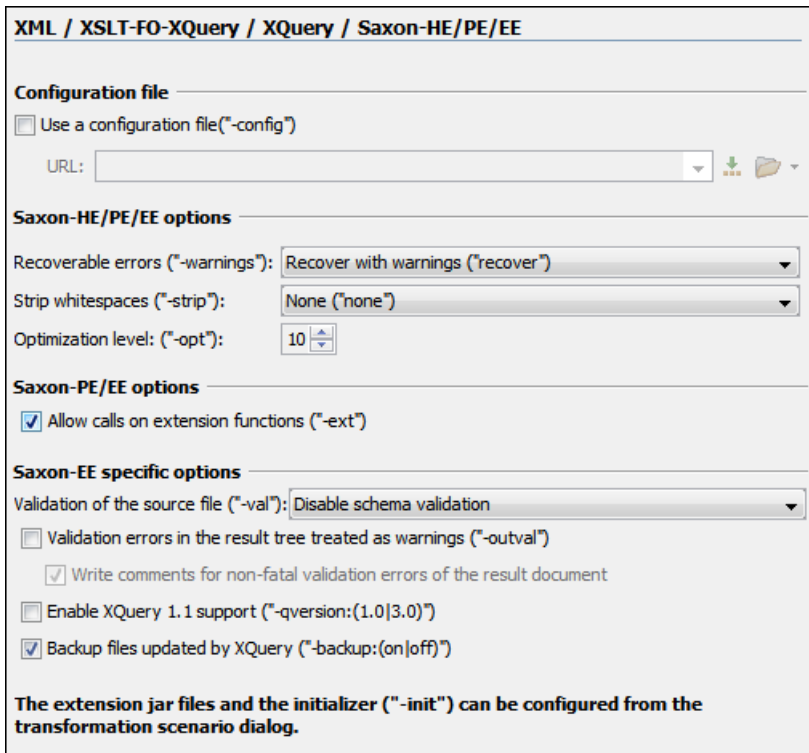 XML / XSLT-FO-XQuery / XQuery / Saxon-HE/PE/EE
Configuration file
Use a configuration file("-config")
URL:
Saxon-HE/PE/EE options
Recoverable errors ("-warnings"): Recover with warnings ("recover")
Strip whitespaces ("-strip"): None ("none")
Optimization level: ("-opt"): 10
Saxon-PE/EE options
Allow calls on extension functions ("-ext")
Saxon-EE specific options
Validation of the source file ("-val"): Disable schema validation
Validation errors in the result tree treated as warnings ("-outval")
Write comments for non-fatal validation errors of the result document
Enable XQuery 1.1 support ("-qversion:(1.0|3.0)")
Backup files updated by XQuery ("-backup:(on|off)")
The extension jar files and the initializer ("-init") can be configured from the
transformation scenario dialog.